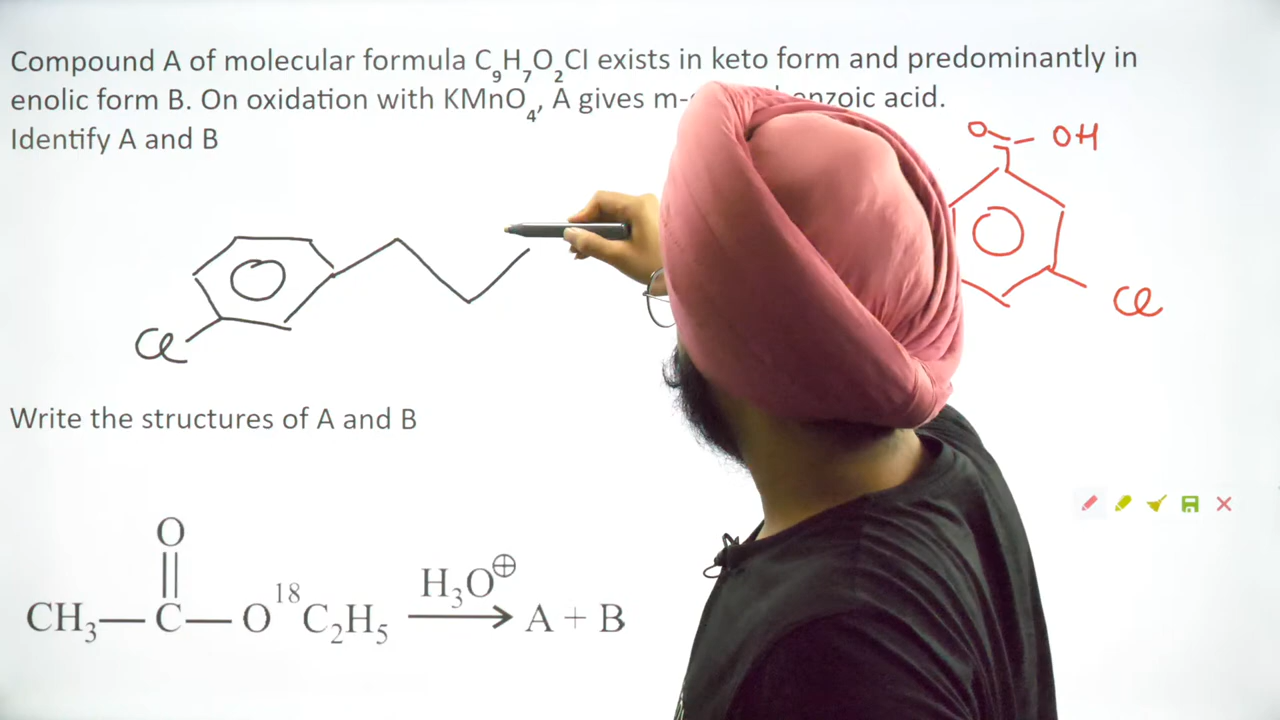 Compound A of molecular formula C₉H₇O₂Cl exists in keto form and predominantly in
enolic form B. On oxidation with KMnO₄, A gives m- acid.
Identify A and B
O OH
Cl
Cl
Write the structures of A and B
O
||
CH₃—C—O¹⁸C₂H₅ H₃O⊕ → A + B